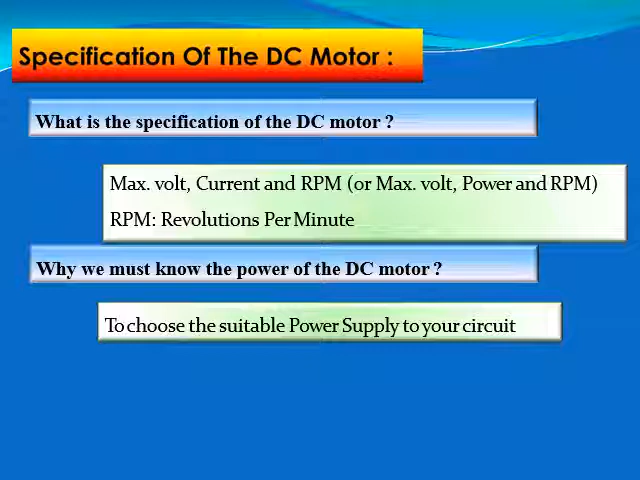 Specification Of The DC Motor :
What is the specification of the DC motor ?
Max. volt, Current and RPM (or Max. volt, Power and RPM)
RPM: Revolutions Per Minute
Why we must know the power of the DC motor ?
To choose the suitable Power Supply to your circuit